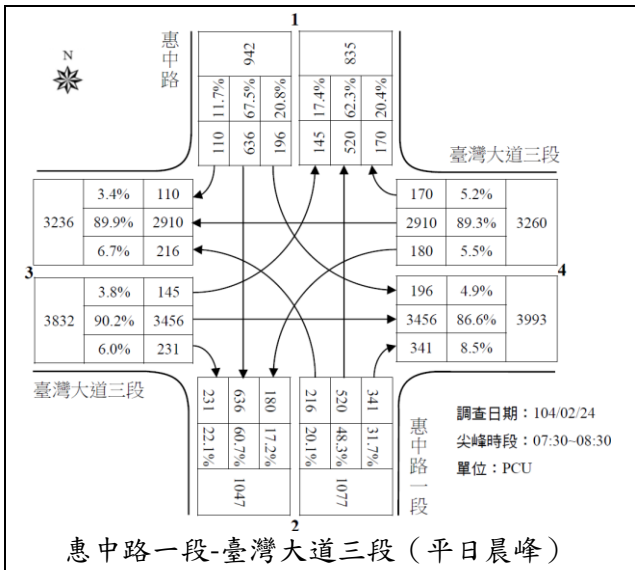 1
N
惠中路
942
835
11.7% 67.5% 20.8%
17.4% 62.3% 20.4%
110 636 196
145 520 170
臺灣大道三段
3236
3.4% 110
89.9% 2910
6.7% 216
170 5.2%
2910 89.3%
180 5.5%
3260
3
4
3832
3.8% 145
90.2% 3456
6.0% 231
196 4.9%
3456 86.6%
341 8.5%
3993
臺灣大道三段
231 636 180
216 520 341
22.1% 60.7% 17.2%
20.1% 48.3% 31.7%
1047
1077
惠中路一段
調查日期：104/02/24
尖峰時段：07:30~08:30
單位：PCU
2
惠中路一段-臺灣大道三段（平日晨峰）